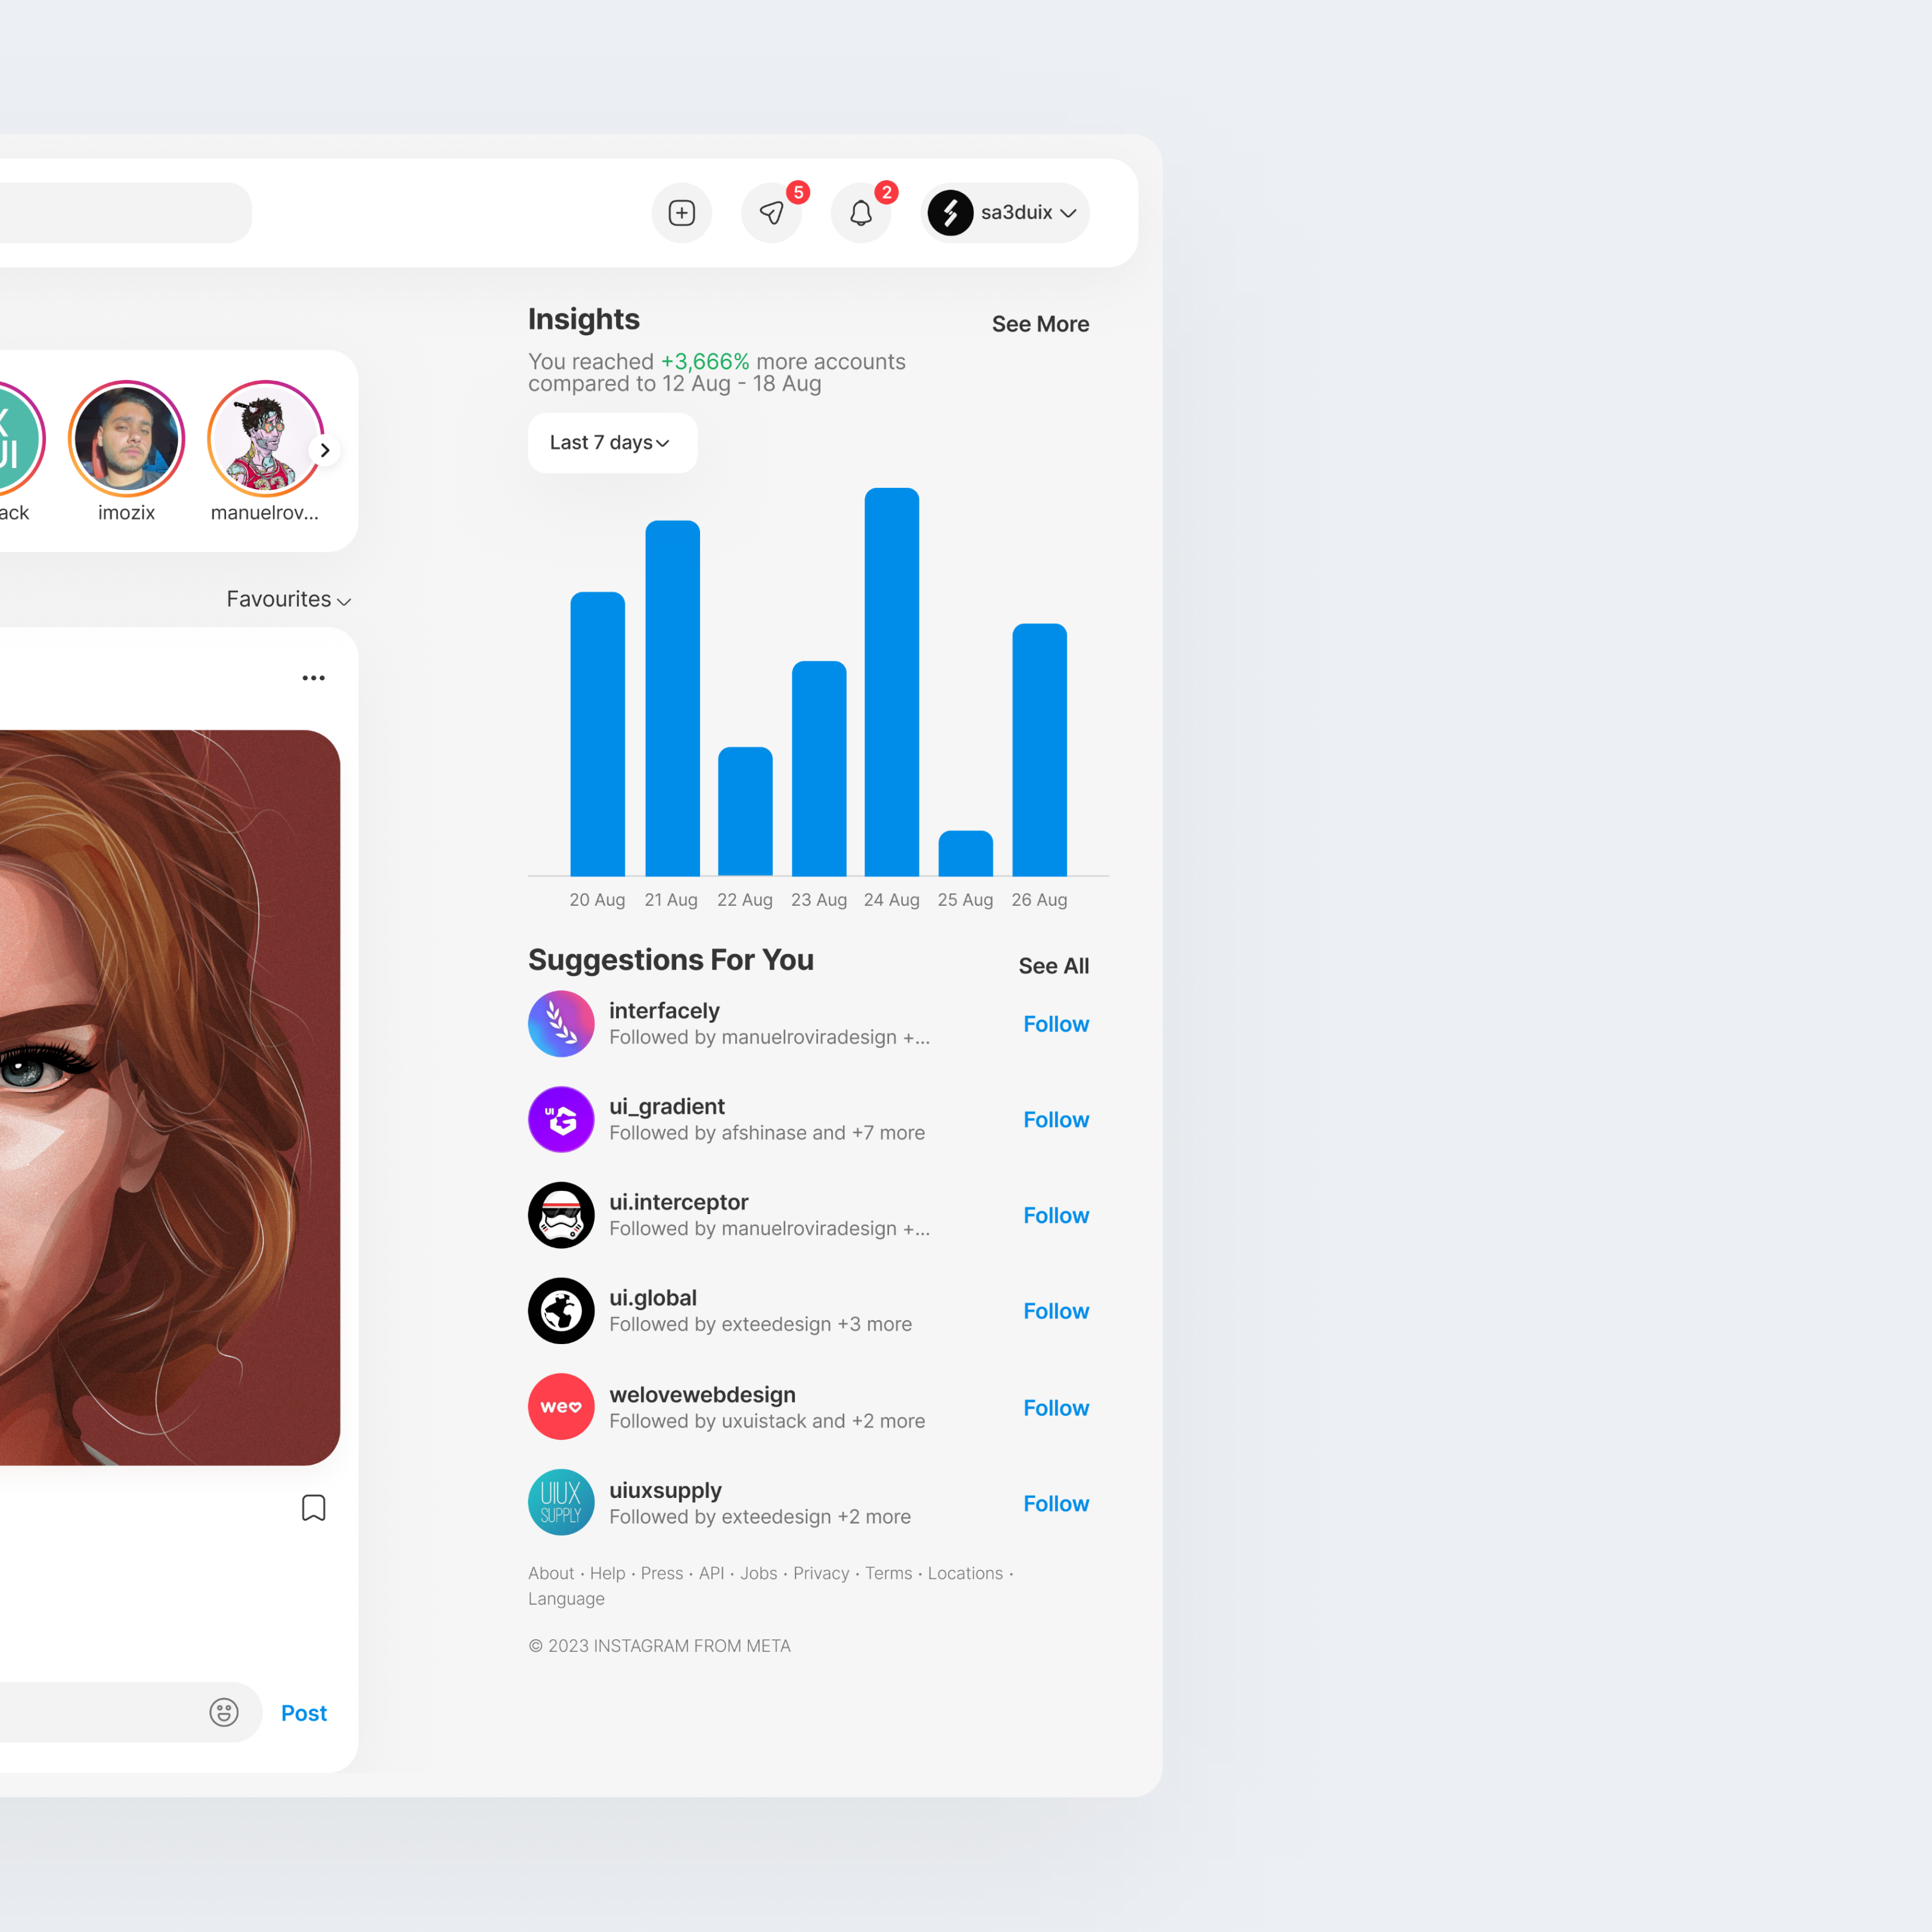 5
2
sa3duix
Insights
See More
You reached +3,666% more accounts
compared to 12 Aug - 18 Aug
Last 7 days
X
UI
ack
imozix
manuelrov...
Favourites
20 Aug
21 Aug
22 Aug
23 Aug
24 Aug
25 Aug
26 Aug
Suggestions For You
See All
interfacely
Followed by manuelroviradesign +...
Follow
UI G
ui_gradient
Followed by afshinase and +7 more
Follow
ui.interceptor
Followed by manuelroviradesign +...
Follow
ui.global
Followed by exteedesign +3 more
Follow
we
welovewebdesign
Followed by uxuistack and +2 more
Follow
UIUX
SUPPLY
uiuxsupply
Followed by exteedesign +2 more
Follow
About · Help · Press · API · Jobs · Privacy · Terms · Locations ·
Language
© 2023 INSTAGRAM FROM META
Post